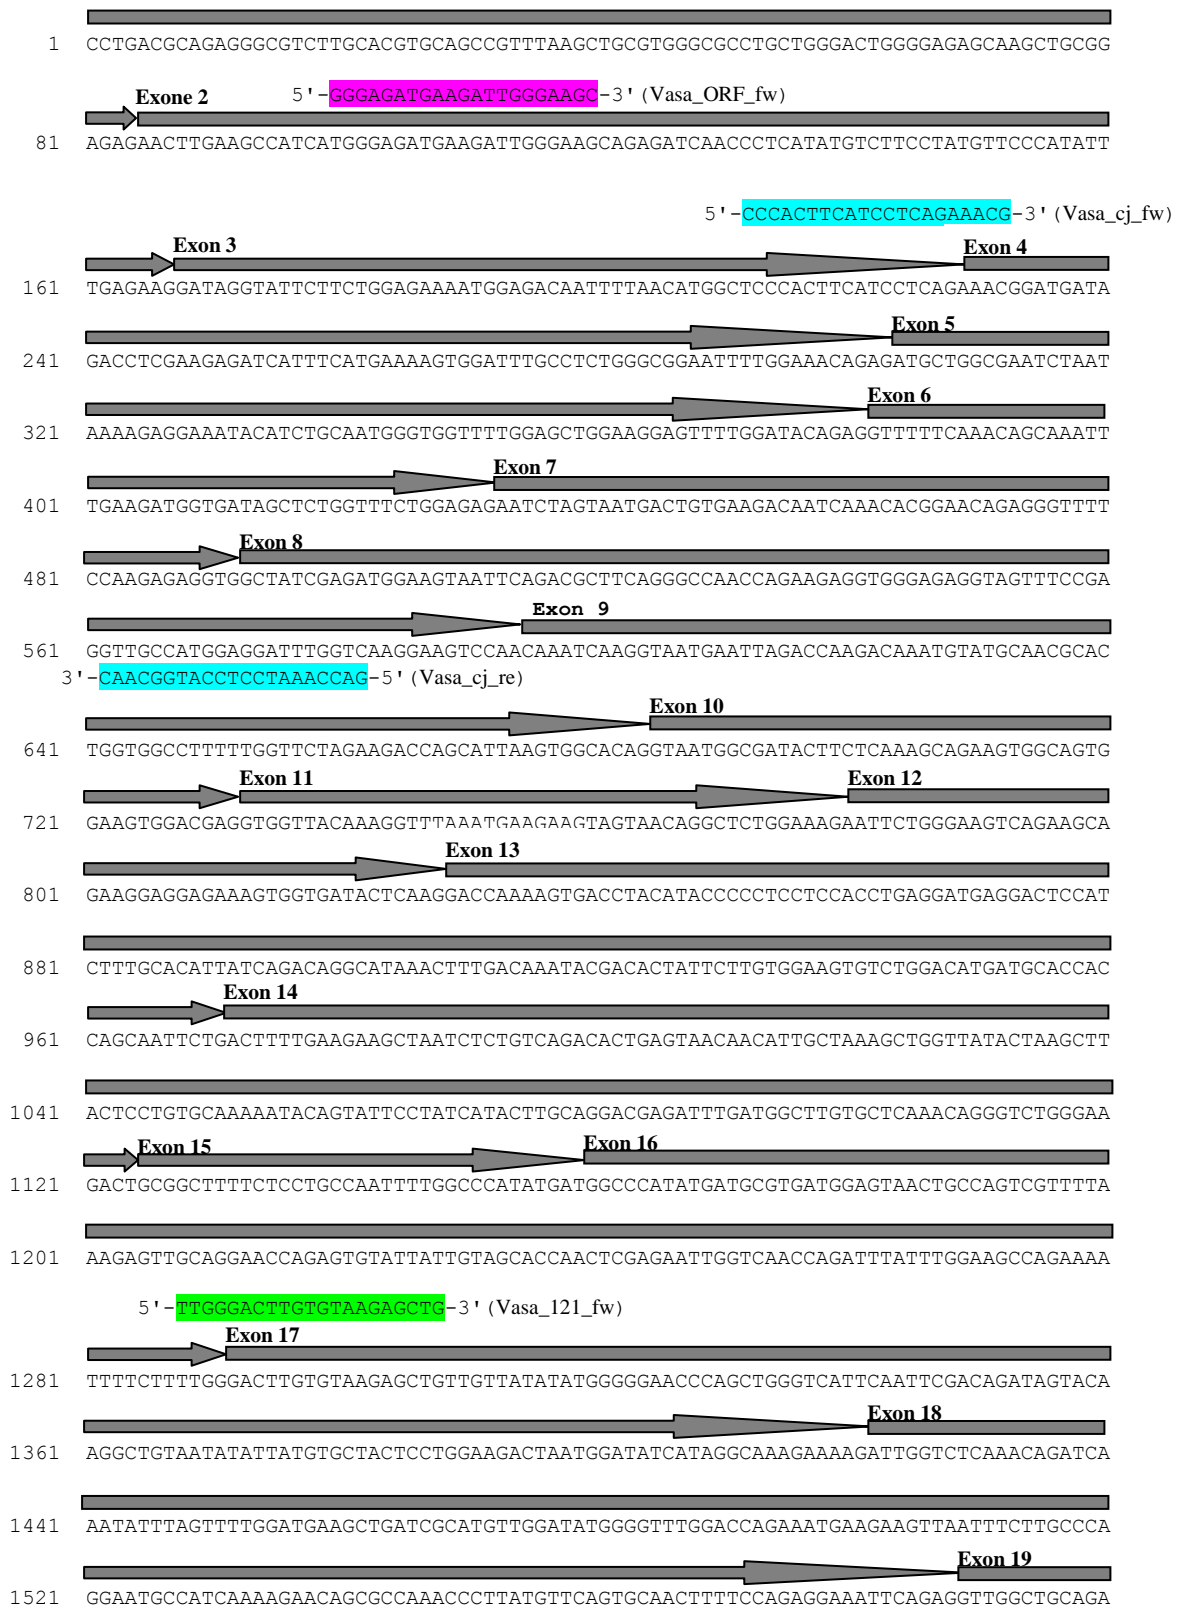 1 CCTGACGCAGAGGGCGTCTTGCACGTGCAGCCGTTTAAGCTGCGTGGGCGCCTGCTGGGACTGGGGAGAGCAAGCTGCGG
Exone 2 5'-GGGAGATGAAGATTGGGAAGC-3' (Vasa_ORF_fw)
81 AGAGAACTTGAAGCCATCATGGGAGATGAAGATTGGGAAGCAGAGATCAACCCTCATATGTCTTCCTATGTTCCCATATT
5'-CCCACTTCATCCTCAGAAACG-3' (Vasa_cj_fw)
Exon 3 Exon 4
161 TGAGAAGGATAGGTATTCTTCTGGAGAAAATGGAGACAATTTTAACATGGCTCCCACTTCATCCTCAGAAACGGATGATA
Exon 5
241 GACCTCGAAGAGATCATTTCATGAAAAGTGGATTTGCCTCTGGGCGGAATTTTGGAAACAGAGATGCTGGCGAATCTAAT
Exon 6
321 AAAAGAGGAAATACATCTGCAATGGGTGGTTTTGGAGCTGGAAGGAGTTTTGGATACAGAGGTTTTTCAAACAGCAAATT
Exon 7
401 TGAAGATGGTGATAGCTCTGGTTTCTGGAGAGAATCTAGTAATGACTGTGAAGACAATCAAACACGGAACAGAGGGTTTT
Exon 8
481 CCAAGAGAGGTGGCTATCGAGATGGAAGTAATTCAGACGCTTCAGGGCCAACCAGAAGAGGTGGGAGAGGTAGTTTCCGA
Exon 9
561 GGTTGCCATGGAGGATTTGGTCAAGGAAGTCCAACAAATCAAGGTAATGAATTAGACCAAGACAAATGTATGCAACGCAC
3'-CAACGGTACCTCCTAAACCAG-5' (Vasa_cj_re)
Exon 10
641 TGGTGGCCTTTTTGGTTCTAGAAGACCAGCATTAAGTGGCACAGGTAATGGCGATACTTCTCAAAGCAGAAGTGGCAGTG
Exon 11 Exon 12
721 GAAGTGGACGAGGTGGTTACAAAGGTTTTAAATGAAGAAGTAGTAACAGGCTCTGGAAAGAATTCTGGGAAGTCAGAAGCA
Exon 13
801 GAAGGAGGAGAAAGTGGTGATACTCAAGGACCAAAAGTGACCTACATACCCCCTCCTCCACCTGAGGATGAGGACTCCAT
881 CTTTGCACATTATCAGACAGGCATAAACTTTGACAAATACGACACTATTCTTGTGGAAGTGTCTGGACATGATGCACCAC
Exon 14
961 CAGCAATTCTGACTTTTGAAGAAGCTAATCTCTGTCAGACACTGAGTAACAACATTGCTAAAGCTGGTTATACTAAGCTT
1041 ACTCCTGTGCAAAAATACAGTATTCCTATCATACTTGCAGGACGAGATTTGATGGCTTGTGCTCAAACAGGGTCTGGGAA
Exon 15 Exon 16
1121 GACTGCGGCTTTTCTCCTGCCAATTTTGGCCCATATGATGGCCCATATGATGCGTGATGGAGTAACTGCCAGTCGTTTTA
1201 AAGAGTTGCAGGAACCAGAGTGTATTATTGTAGCACCAACTCGAGAATTGGTCAACCAGATTTATTTGGAAGCCAGAAAA
5'-TTGGGACTTGTGTAAGAGCTG-3' (Vasa_121_fw)
Exon 17
1281 TTTTCTTTTGGGACTTGTGTAAGAGCTGTTGTTATATATGGGGGAACCCAGCTGGGTCATTCAATTCGACAGATAGTACA
Exon 18
1361 AGGCTGTAATATATTATGTGCTACTCCTGGAAGACTAATGGATATCATAGGCAAAGAAAAGATTGGTCTCAAACAGATCA
1441 AATATTTAGTTTTGGATGAAGCTGATCGCATGTTGGATATGGGGTTTGGACCAGAAATGAAGAAGTTAATTTCTTGCCCA
Exon 19
1521 GGAATGCCATCAAAAGAACAGCGCCAAACCCTTATGTTCAGTGCAACTTTTCCAGAGGAAATTCAGAGGTTGGCTGCAGA